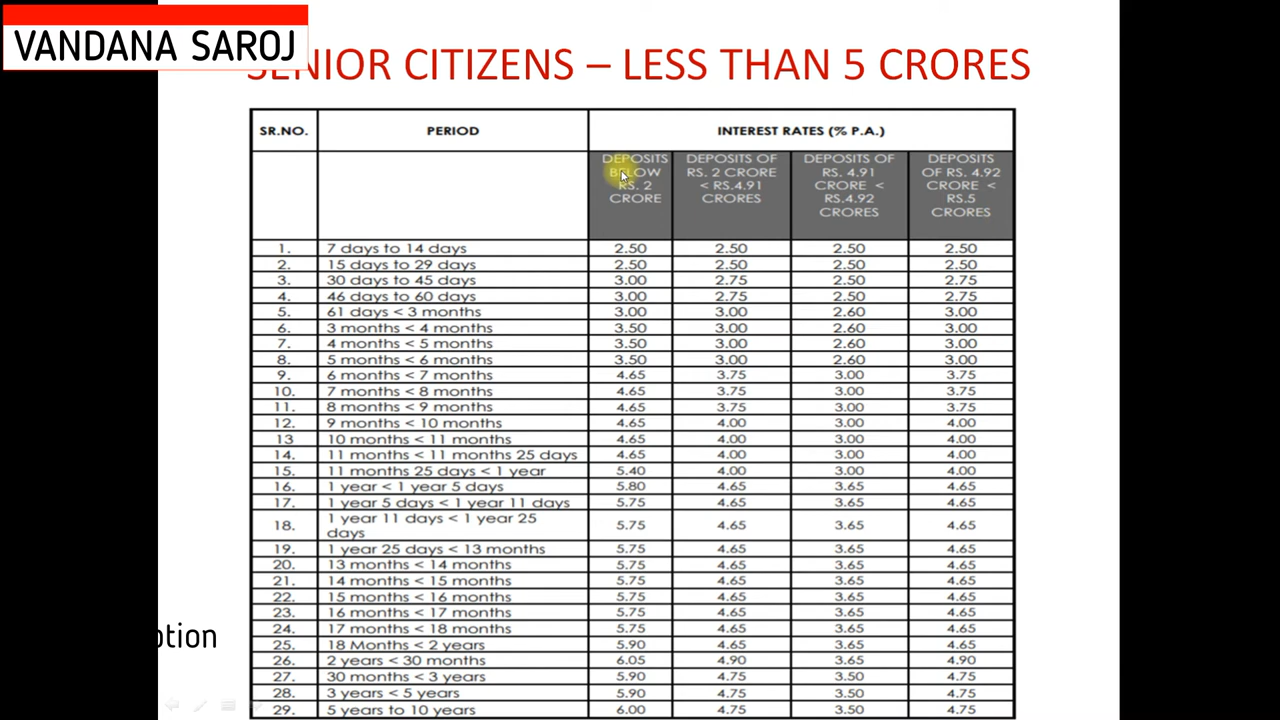 VANDANA SAROJ
SENIOR CITIZENS – LESS THAN 5 CRORES
SR.NO. PERIOD INTEREST RATES (% P.A.)
DEPOSITS BELOW RS. 2 CRORE DEPOSITS OF RS. 2 CRORE < RS.4.91 CRORES DEPOSITS OF RS. 4.91 CRORE < RS.4.92 CRORES DEPOSITS OF RS. 4.92 CRORE < RS.5 CRORES
1. 7 days to 14 days 2.50 2.50 2.50 2.50
2. 15 days to 29 days 2.50 2.50 2.50 2.50
3. 30 days to 45 days 3.00 2.75 2.50 2.75
4. 46 days to 60 days 3.00 2.75 2.50 2.75
5. 61 days < 3 months 3.00 3.00 2.60 3.00
6. 3 months < 4 months 3.50 3.00 2.60 3.00
7. 4 months < 5 months 3.50 3.00 2.60 3.00
8. 5 months < 6 months 3.50 3.00 2.60 3.00
9. 6 months < 7 months 4.65 3.75 3.00 3.75
10. 7 months < 8 months 4.65 3.75 3.00 3.75
11. 8 months < 9 months 4.65 3.75 3.00 3.75
12. 9 months < 10 months 4.65 4.00 3.00 4.00
13 10 months < 11 months 4.65 4.00 3.00 4.00
14. 11 months < 11 months 25 days 4.65 4.00 3.00 4.00
15. 11 months 25 days < 1 year 5.40 4.00 3.00 4.00
16. 1 year < 1 year 5 days 5.80 4.65 3.65 4.65
17. 1 year 5 days < 1 year 11 days 5.75 4.65 3.65 4.65
18. 1 year 11 days < 1 year 25 days 5.75 4.65 3.65 4.65
19. 1 year 25 days < 13 months 5.75 4.65 3.65 4.65
20. 13 months < 14 months 5.75 4.65 3.65 4.65
21. 14 months < 15 months 5.75 4.65 3.65 4.65
22. 15 months < 16 months 5.75 4.65 3.65 4.65
23. 16 months < 17 months 5.75 4.65 3.65 4.65
24. 17 months < 18 months 5.75 4.65 3.65 4.65
25. 18 Months < 2 years 5.90 4.65 3.65 4.65
26. 2 years < 30 months 6.05 4.90 3.65 4.90
27. 30 months < 3 years 5.90 4.75 3.50 4.75
28. 3 years < 5 years 5.90 4.75 3.50 4.75
29. 5 years to 10 years 6.00 4.75 3.50 4.75